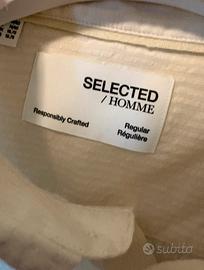 SELECTED
/ HOMME
Responsibly Crafted
Regular
Régulière
subito